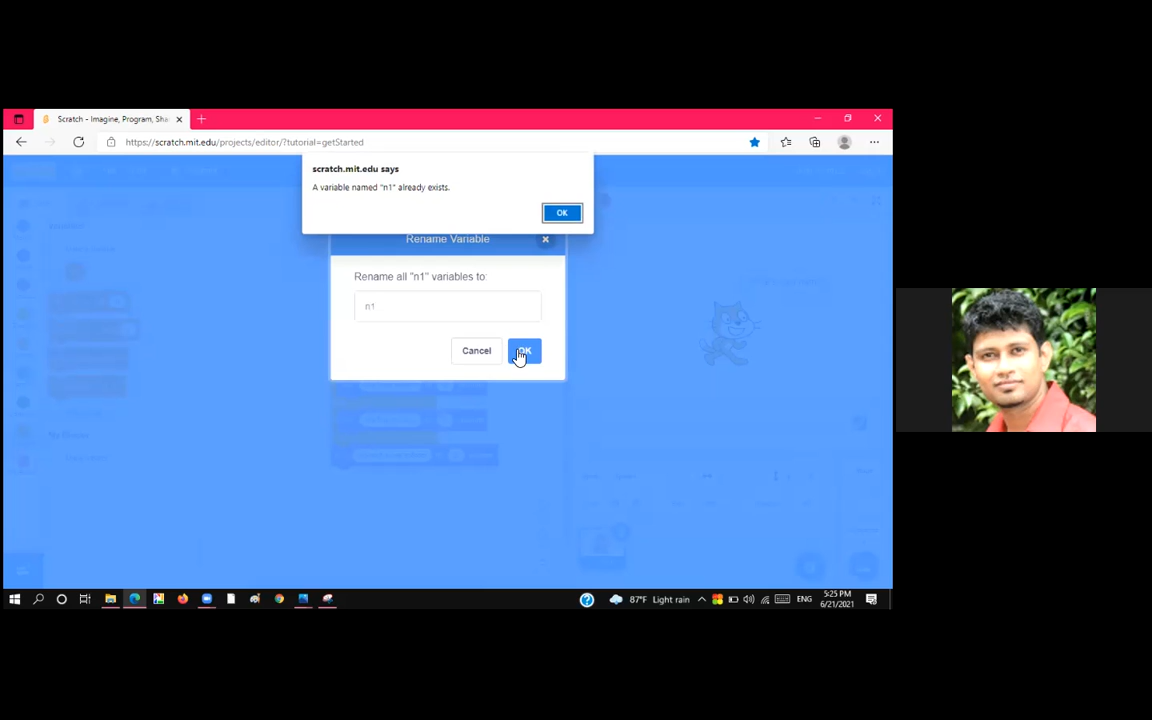 Scratch - Imagine, Program, Sha
https://scratch.mit.edu/projects/editor/?tutorial=getStarted
scratch.mit.edu says
A variable named "n1" already exists.
OK
Rename Variable
Rename all "n1" variables to:
n1
Cancel
OK
87°F Light rain
ENG
5:25 PM
6/21/2021